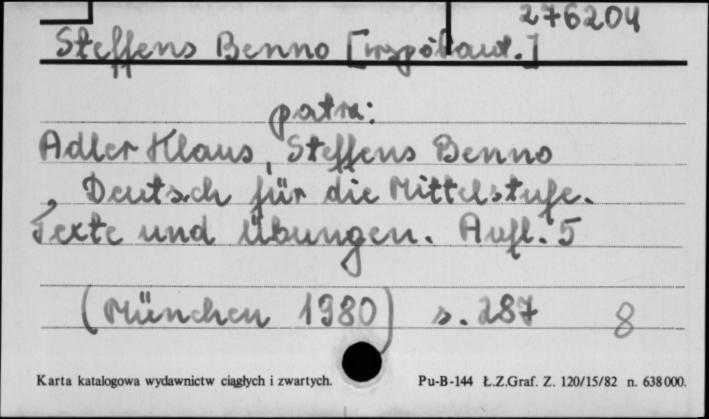 276204
Steffens Benno [współaut.]
patrz:
Adler Klaus, Steffens Benno
Deutsch für die Mittelstufe.
Texte und Übungen. Aufl. 5
(München 1980) s. 287 8
Karta katalogowa wydawnictw ciągłych i zwartych. Pu-B-144 Ł.Z.Graf. Z. 120/15/82 n. 638000.